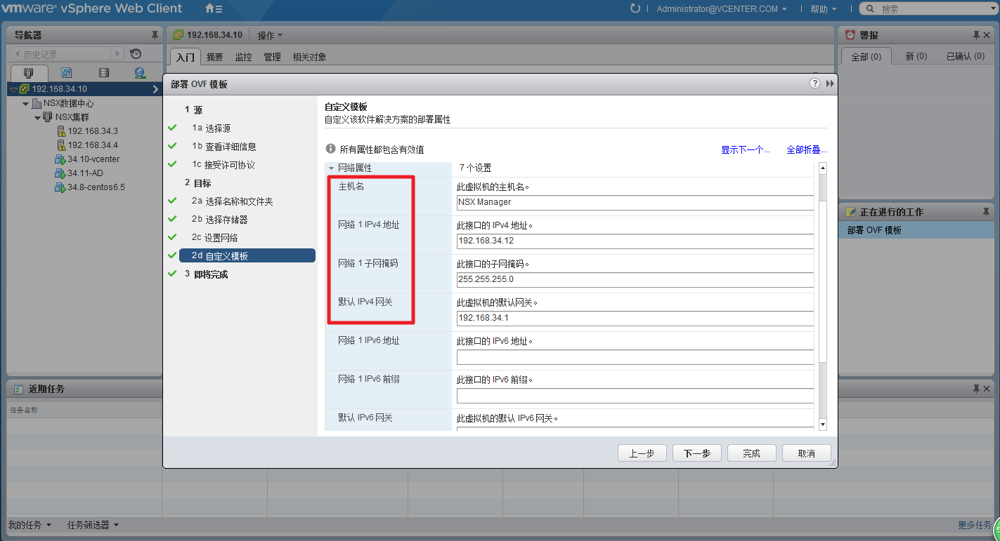 vmware® vSphere Web Client
Administrator@VCENTER.COM
帮助
搜索
导航器
历史记录
192.168.34.10
NSX数据中心
NSX集群
192.168.34.3
192.168.34.4
34.10-vcenter
34.11-AD
34.8-centos6.5
192.168.34.10 操作
入门 摘要 监控 管理 相关对象
警报
全部 (0) 新 (0) 已确认 (0)
正在进行的工作
部署 OVF 模板
部署 OVF 模板
1 源
1a 选择源
1b 查看详细信息
1c 接受许可协议
2 目标
2a 选择名称和文件夹
2b 选择存储器
2c 设置网络
2d 自定义模板
3 即将完成
自定义模板
自定义该软件解决方案的部署属性
所有属性都包含有效值 显示下一个... 全部折叠...
网络属性 7 个设置
主机名 此虚拟机的主机名。
NSX Manager
网络 1 IPv4 地址 此接口的 IPv4 地址。
192.168.34.12
网络 1 子网掩码 此接口的子网掩码。
255.255.255.0
默认 IPv4 网关 此虚拟机的默认网关。
192.168.34.1
网络 1 IPv6 地址 此接口的 IPv6 地址。
网络 1 IPv6 前缀 此接口的 IPv6 前缀。
默认 IPv6 网关 此虚拟机的默认 IPv6 网关。
上一步 下一步 完成 取消
近期任务
任务名称
我的任务 任务筛选器 更多任务